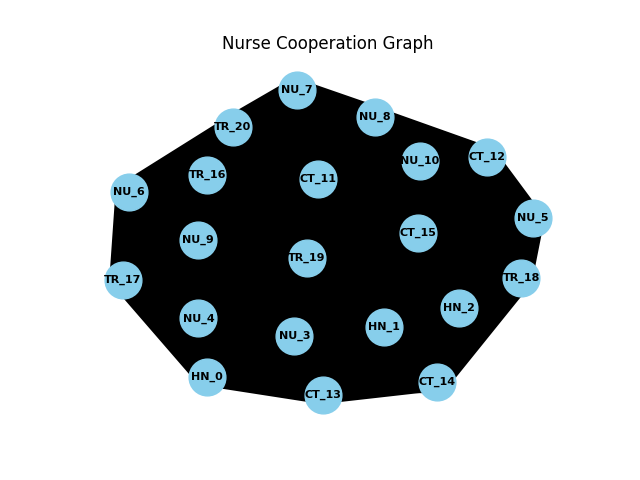 Nurse Cooperation Graph
NU_7
NU_8
TR_20
NU_10
CT_12
TR_16
CT_11
NU_6
NU_5
CT_15
NU_9
TR_19
TR_17
TR_18
HN_2
NU_4
HN_1
NU_3
HN_0
CT_14
CT_13